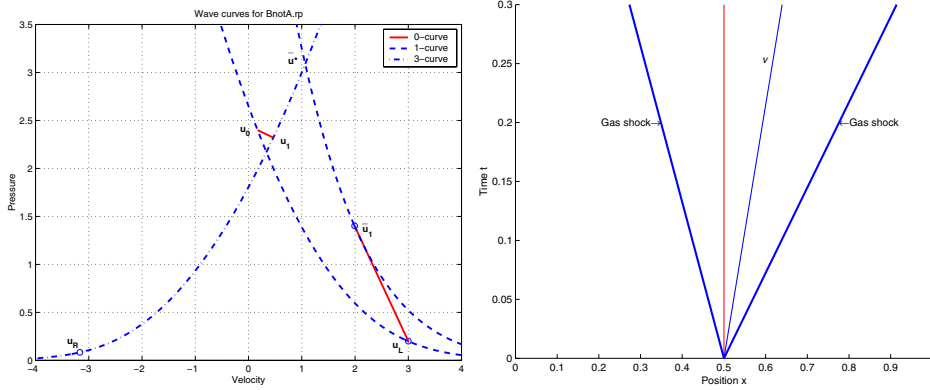 Wave curves for BnotA.rp
3.5
3
2.5
2
1.5
1
0.5
0
−4 −3 −2 −1 0 1 2 3 4
Pressure
Velocity
0−curve
1−curve
3−curve
ū*
u0
u1
ū1
uR
uL
0.3
0.25
0.2
0.15
0.1
0.05
0
0 0.1 0.2 0.3 0.4 0.5 0.6 0.7 0.8 0.9
Time t
Position x
v
Gas shock→
←Gas shock